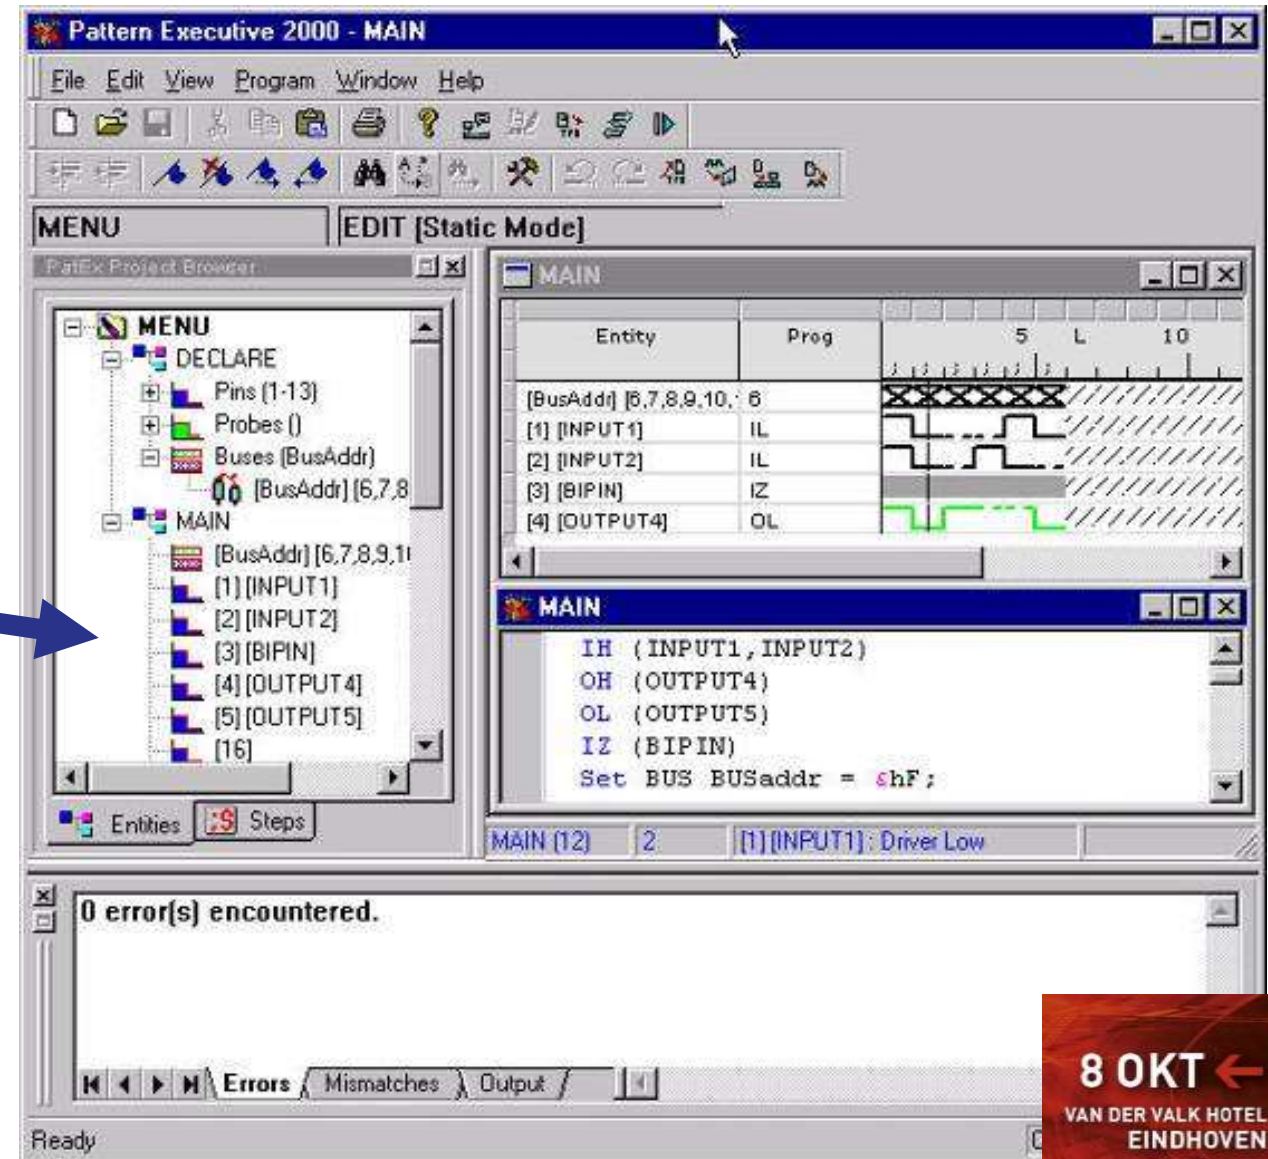 Pattern Executive 2000 - MAIN
File Edit View Program Window Help
MENU
EDIT [Static Mode]
PatEx Project Browser
MENU
DECLARE
Pins (1-13)
Probes ()
Buses (BusAddr)
[BusAddr] [6,7,8
MAIN
[BusAddr] [6,7,8,9,1
[1] [INPUT1]
[2] [INPUT2]
[3] [BIPIN]
[4] [OUTPUT4]
[5] [OUTPUT5]
[16]
Entities Steps
MAIN
Entity Prog 5 L 10
[BusAddr] [6,7,8,9,10, 6
[1] [INPUT1] IL
[2] [INPUT2] IL
[3] [BIPIN] IZ
[4] [OUTPUT4] OL
MAIN
IH (INPUT1,INPUT2)
OH (OUTPUT4)
OL (OUTPUT5)
IZ (BIPIN)
Set BUS BUSaddr = &hF;
MAIN (12) 2 [1] [INPUT1] : Driver Low
0 error(s) encountered.
Errors Mismatches Output
Ready
8 OKT
VAN DER VALK HOTEL
EINDHOVEN